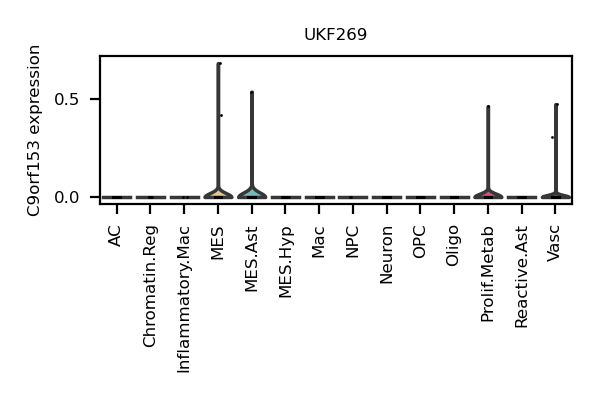 UKF269
C9orf153 expression
0.5
0.0
AC
Chromatin.Reg
Inflammatory.Mac
MES
MES.Ast
MES.Hyp
Mac
NPC
Neuron
OPC
Oligo
Prolif.Metab
Reactive.Ast
Vasc